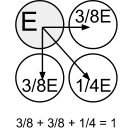 E 3/8E
3/8E 1/4E
3/8 + 3/8 + 1/4 = 1